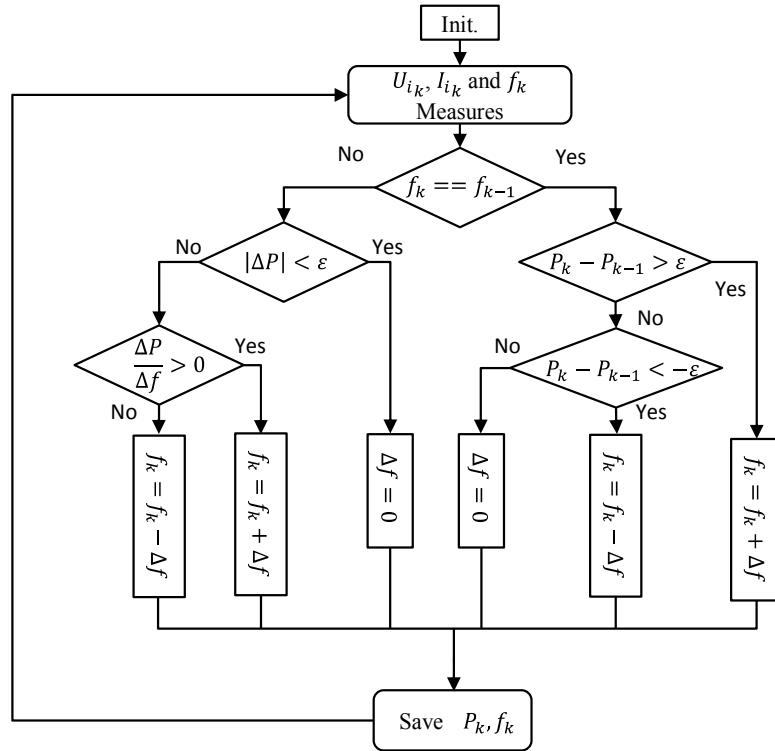 Init.
U_{i_k}, I_{i_k} and f_k
Measures
No
Yes
f_k == f_{k-1}
No
Yes
|ΔP| < ε
P_k − P_{k-1} > ε
Yes
No
ΔP
Δf
> 0
Yes
No
No
P_k − P_{k-1} < −ε
Yes
f_k = f_k − Δf
f_k = f_k + Δf
Δf = 0
Δf = 0
f_k = f_k − Δf
f_k = f_k + Δf
Save P_k, f_k